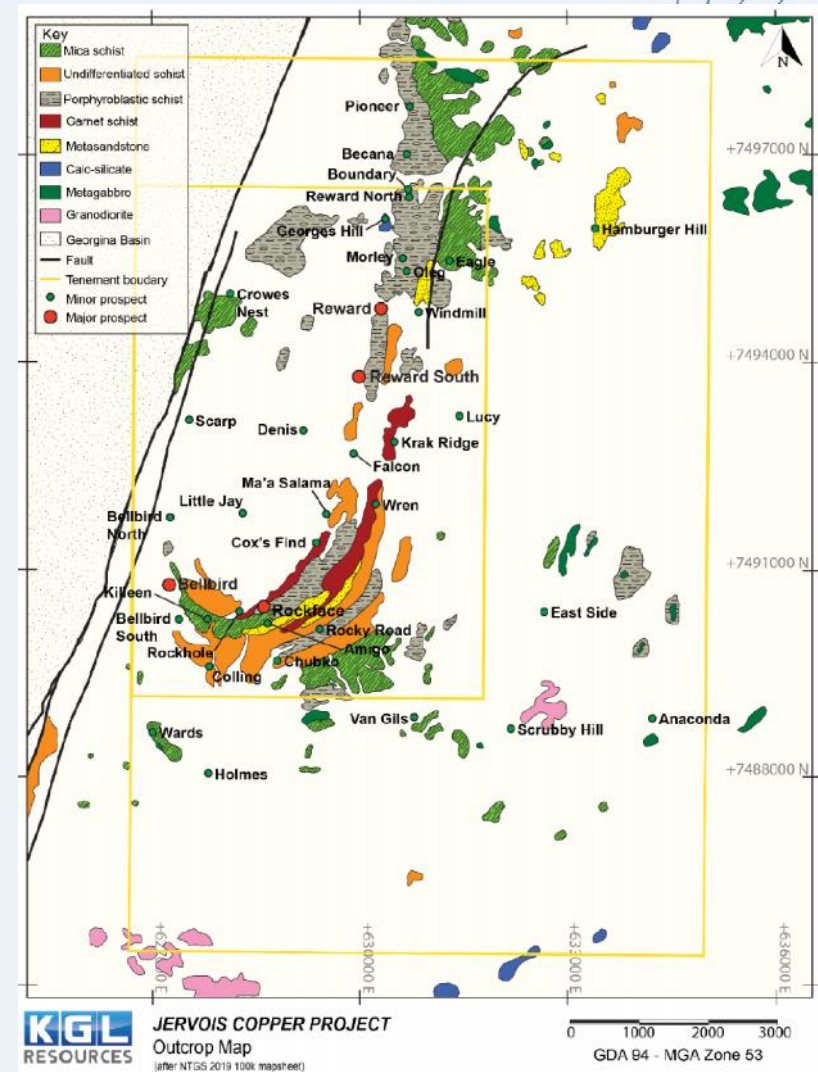 Key
Mica schist
Undifferentiated schist
Porphyroblastic schist
Garnet schist
Metasandstone
Calc-silicate
Metagabbro
Granodiorite
Georgina Basin
Fault
Tenement boudary
Minor prospect
Major prospect
N
Pioneer
+7497000 N
Becana
Boundary
Reward North
Georges Hill
Hamburger Hill
Morley
Eagle
Oleg
Crowes
Nest
Reward
Windmill
+7494000 N
Reward South
Scarp
Denis
Lucy
Krak Ridge
Falcon
Ma'a Salama
Little Jay
Wren
Bellbird
North
Cox's Find
+7491000 N
Bellbird
Killeen
Rockface
East Side
Bellbird
South
Rocky Road
Rockhole
Amigo
Chubko
Colling
Van Gils
Anaconda
Wards
Scrubby Hill
+7488000 N
Holmes
+630000 E
+633000 E
+636000 E
KGL
RESOURCES
JERVOIS COPPER PROJECT
Outcrop Map
(after NTGS 2019 100k mapsheet)
0 1000 2000 3000
GDA 94 - MGA Zone 53